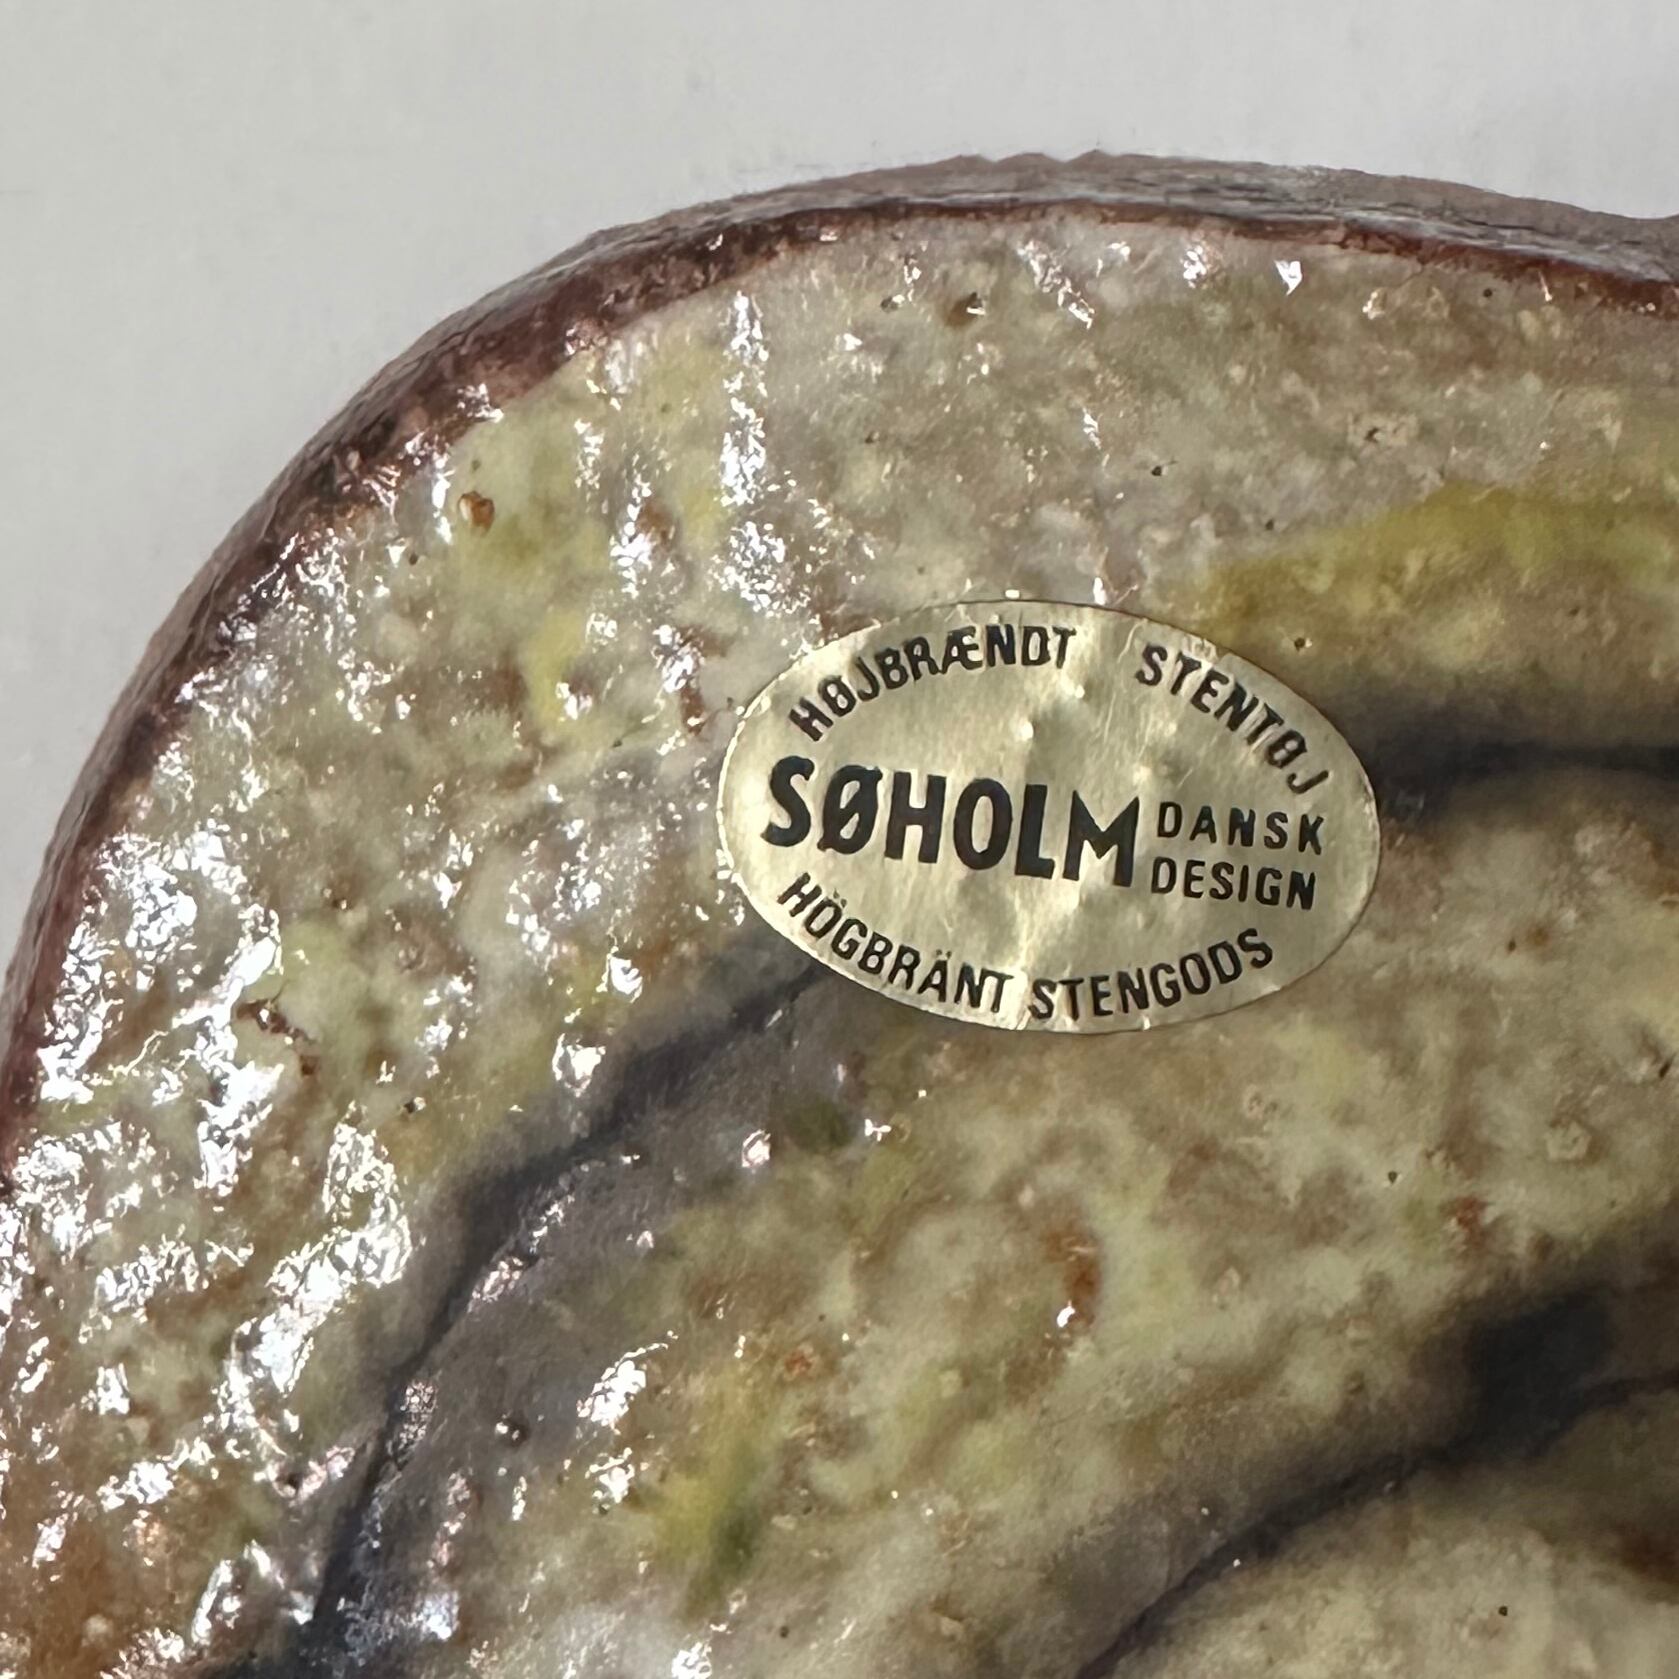 HØJBRÆNDT STENTØJ
SØHOLM DANSK
DESIGN
HÖGBRÄNT STENGODS